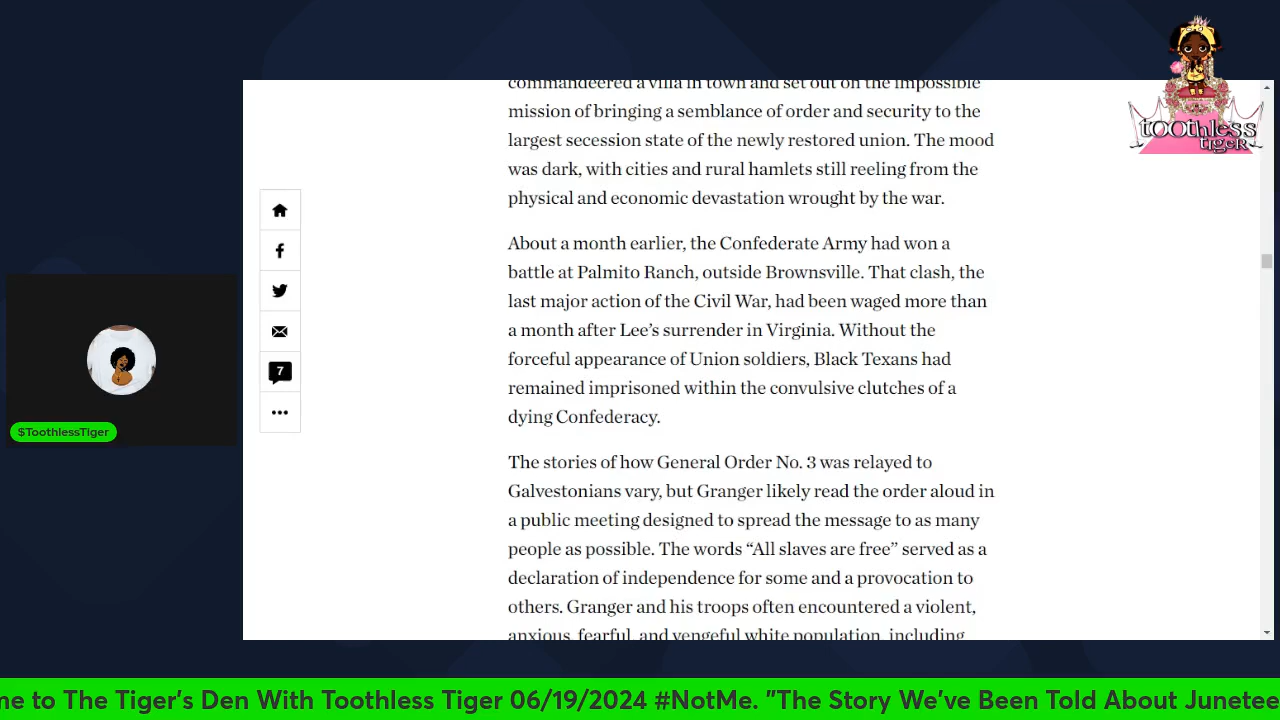 commandeered a villa in town and set out on the impossible
mission of bringing a semblance of order and security to the
largest secession state of the newly restored union. The mood
was dark, with cities and rural hamlets still reeling from the
physical and economic devastation wrought by the war.
About a month earlier, the Confederate Army had won a
battle at Palmito Ranch, outside Brownsville. That clash, the
last major action of the Civil War, had been waged more than
a month after Lee’s surrender in Virginia. Without the
forceful appearance of Union soldiers, Black Texans had
remained imprisoned within the convulsive clutches of a
dying Confederacy.
The stories of how General Order No. 3 was relayed to
Galvestonians vary, but Granger likely read the order aloud in
a public meeting designed to spread the message to as many
people as possible. The words “All slaves are free” served as a
declaration of independence for some and a provocation to
others. Granger and his troops often encountered a violent,
anxious, fearful, and vengeful white population, including
7
tOOthless
tigeR
$ToothlessTiger
me to The Tiger's Den With Toothless Tiger 06/19/2024 #NotMe. "The Story We've Been Told About Junetee